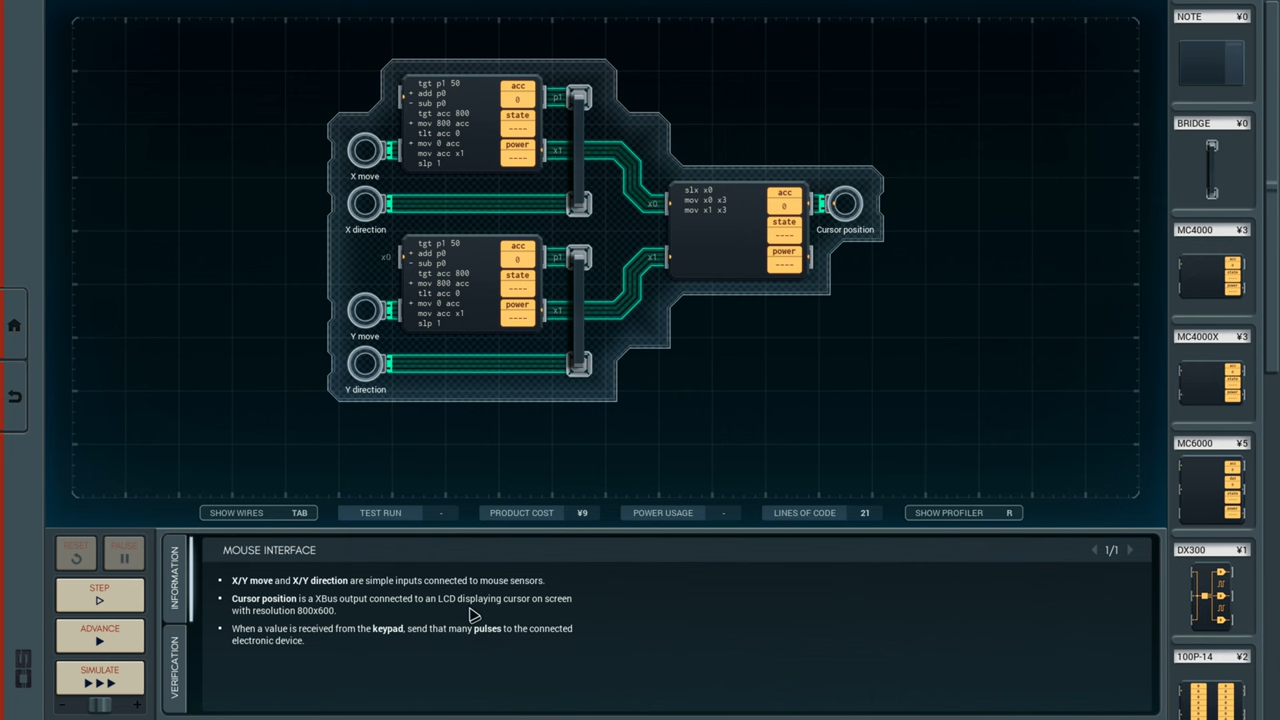 NOTE ¥0
BRIDGE ¥0
MC4000 ¥3
MC4000X ¥3
MC6000 ¥5
DX300 ¥1
100P-14 ¥2
tgt p1 50
+ add p0
- sub p0
tgt acc 800
+ mov 800 acc
tlt acc 0
+ mov 0 acc
mov acc x1
slp 1
acc
0
state
----
power
----
p1
x1
X move
X direction
x0
tgt p1 50
+ add p0
- sub p0
tgt acc 800
+ mov 800 acc
tlt acc 0
+ mov 0 acc
mov acc x1
slp 1
acc
0
state
----
power
----
p1
x1
Y move
Y direction
x0
x1
slx x0
mov x0 x3
mov x1 x3
acc
0
state
----
power
----
Cursor position
SHOW WIRES TAB
TEST RUN -
PRODUCT COST ¥9
POWER USAGE -
LINES OF CODE 21
SHOW PROFILER R
RESET
PAUSE
STEP
ADVANCE
SIMULATE
- +
INFORMATION
VERIFICATION
MOUSE INTERFACE 1/1
▪ X/Y move and X/Y direction are simple inputs connected to mouse sensors.
▪ Cursor position is a XBus output connected to an LCD displaying cursor on screen
with resolution 800x600.
▪ When a value is received from the keypad, send that many pulses to the connected
electronic device.